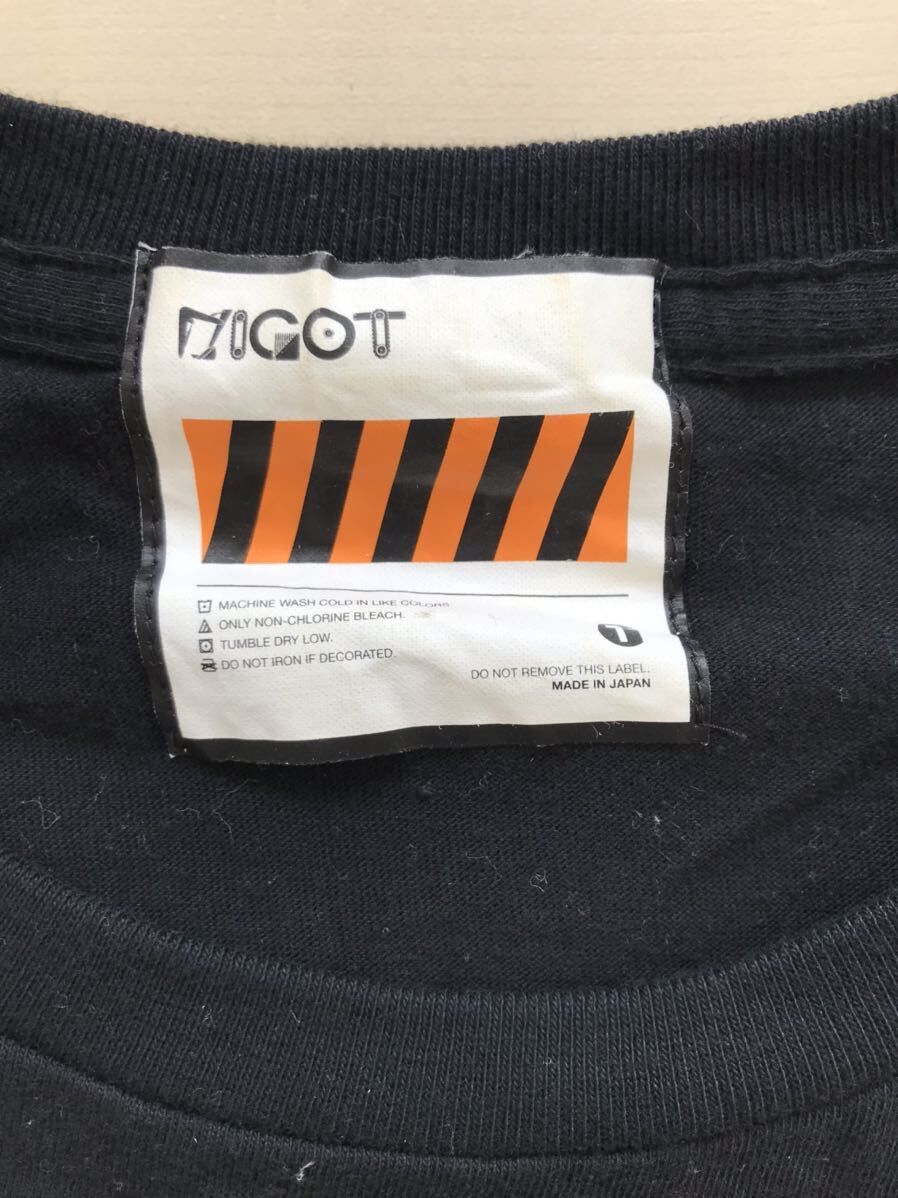 NIGOT
MACHINE WASH COLD IN LIKE COLORS
ONLY NON-CHLORINE BLEACH.
TUMBLE DRY LOW.
DO NOT IRON IF DECORATED.
1
DO NOT REMOVE THIS LABEL.
MADE IN JAPAN